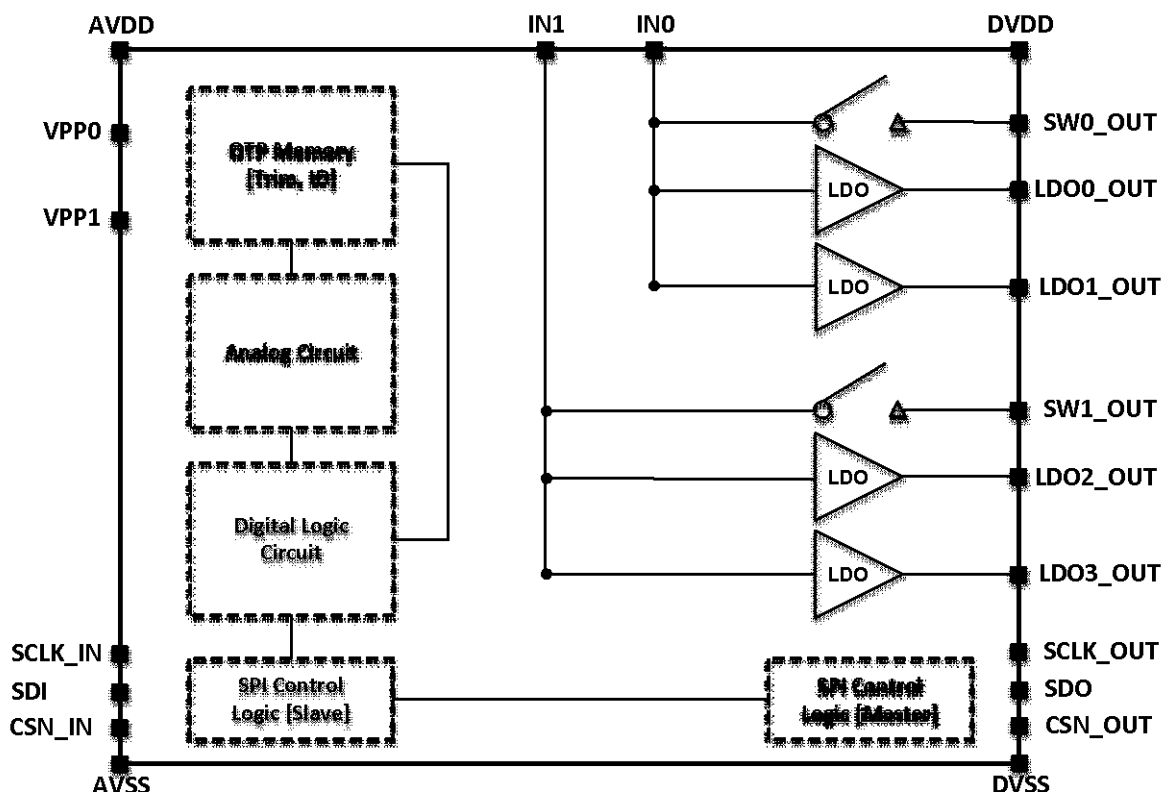 AVDD
IN1
IN0
DVDD
VPP0
VPP1
OTP Memory
[Trim, ID]
Analog Circuit
Digital Logic
Circuit
SPI Control
Logic [Slave]
SCLK_IN
SDI
CSN_IN
AVSS
LDO
LDO
LDO
LDO
SPI Control
Logic [Master]
SW0_OUT
LDO0_OUT
LDO1_OUT
SW1_OUT
LDO2_OUT
LDO3_OUT
SCLK_OUT
SDO
CSN_OUT
DVSS